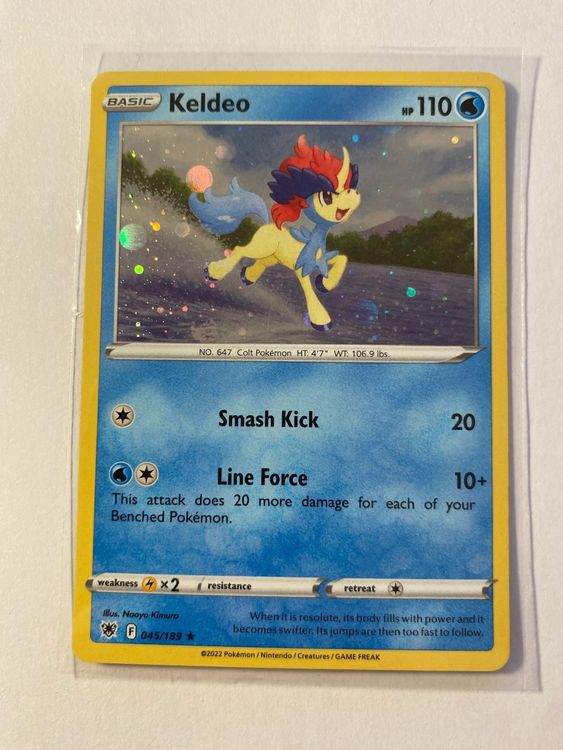 BASIC Keldeo HP 110
NO. 647 Colt Pokémon HT: 4'7" WT: 106.9 lbs.
Smash Kick 20
Line Force 10+
This attack does 20 more damage for each of your
Benched Pokémon.
weakness ×2 resistance retreat
Illus. Naoyo Kimura
When it is resolute, its body fills with power and it
becomes swifter. Its jumps are then too fast to follow.
F 045/189 ★
©2022 Pokémon / Nintendo / Creatures / GAME FREAK